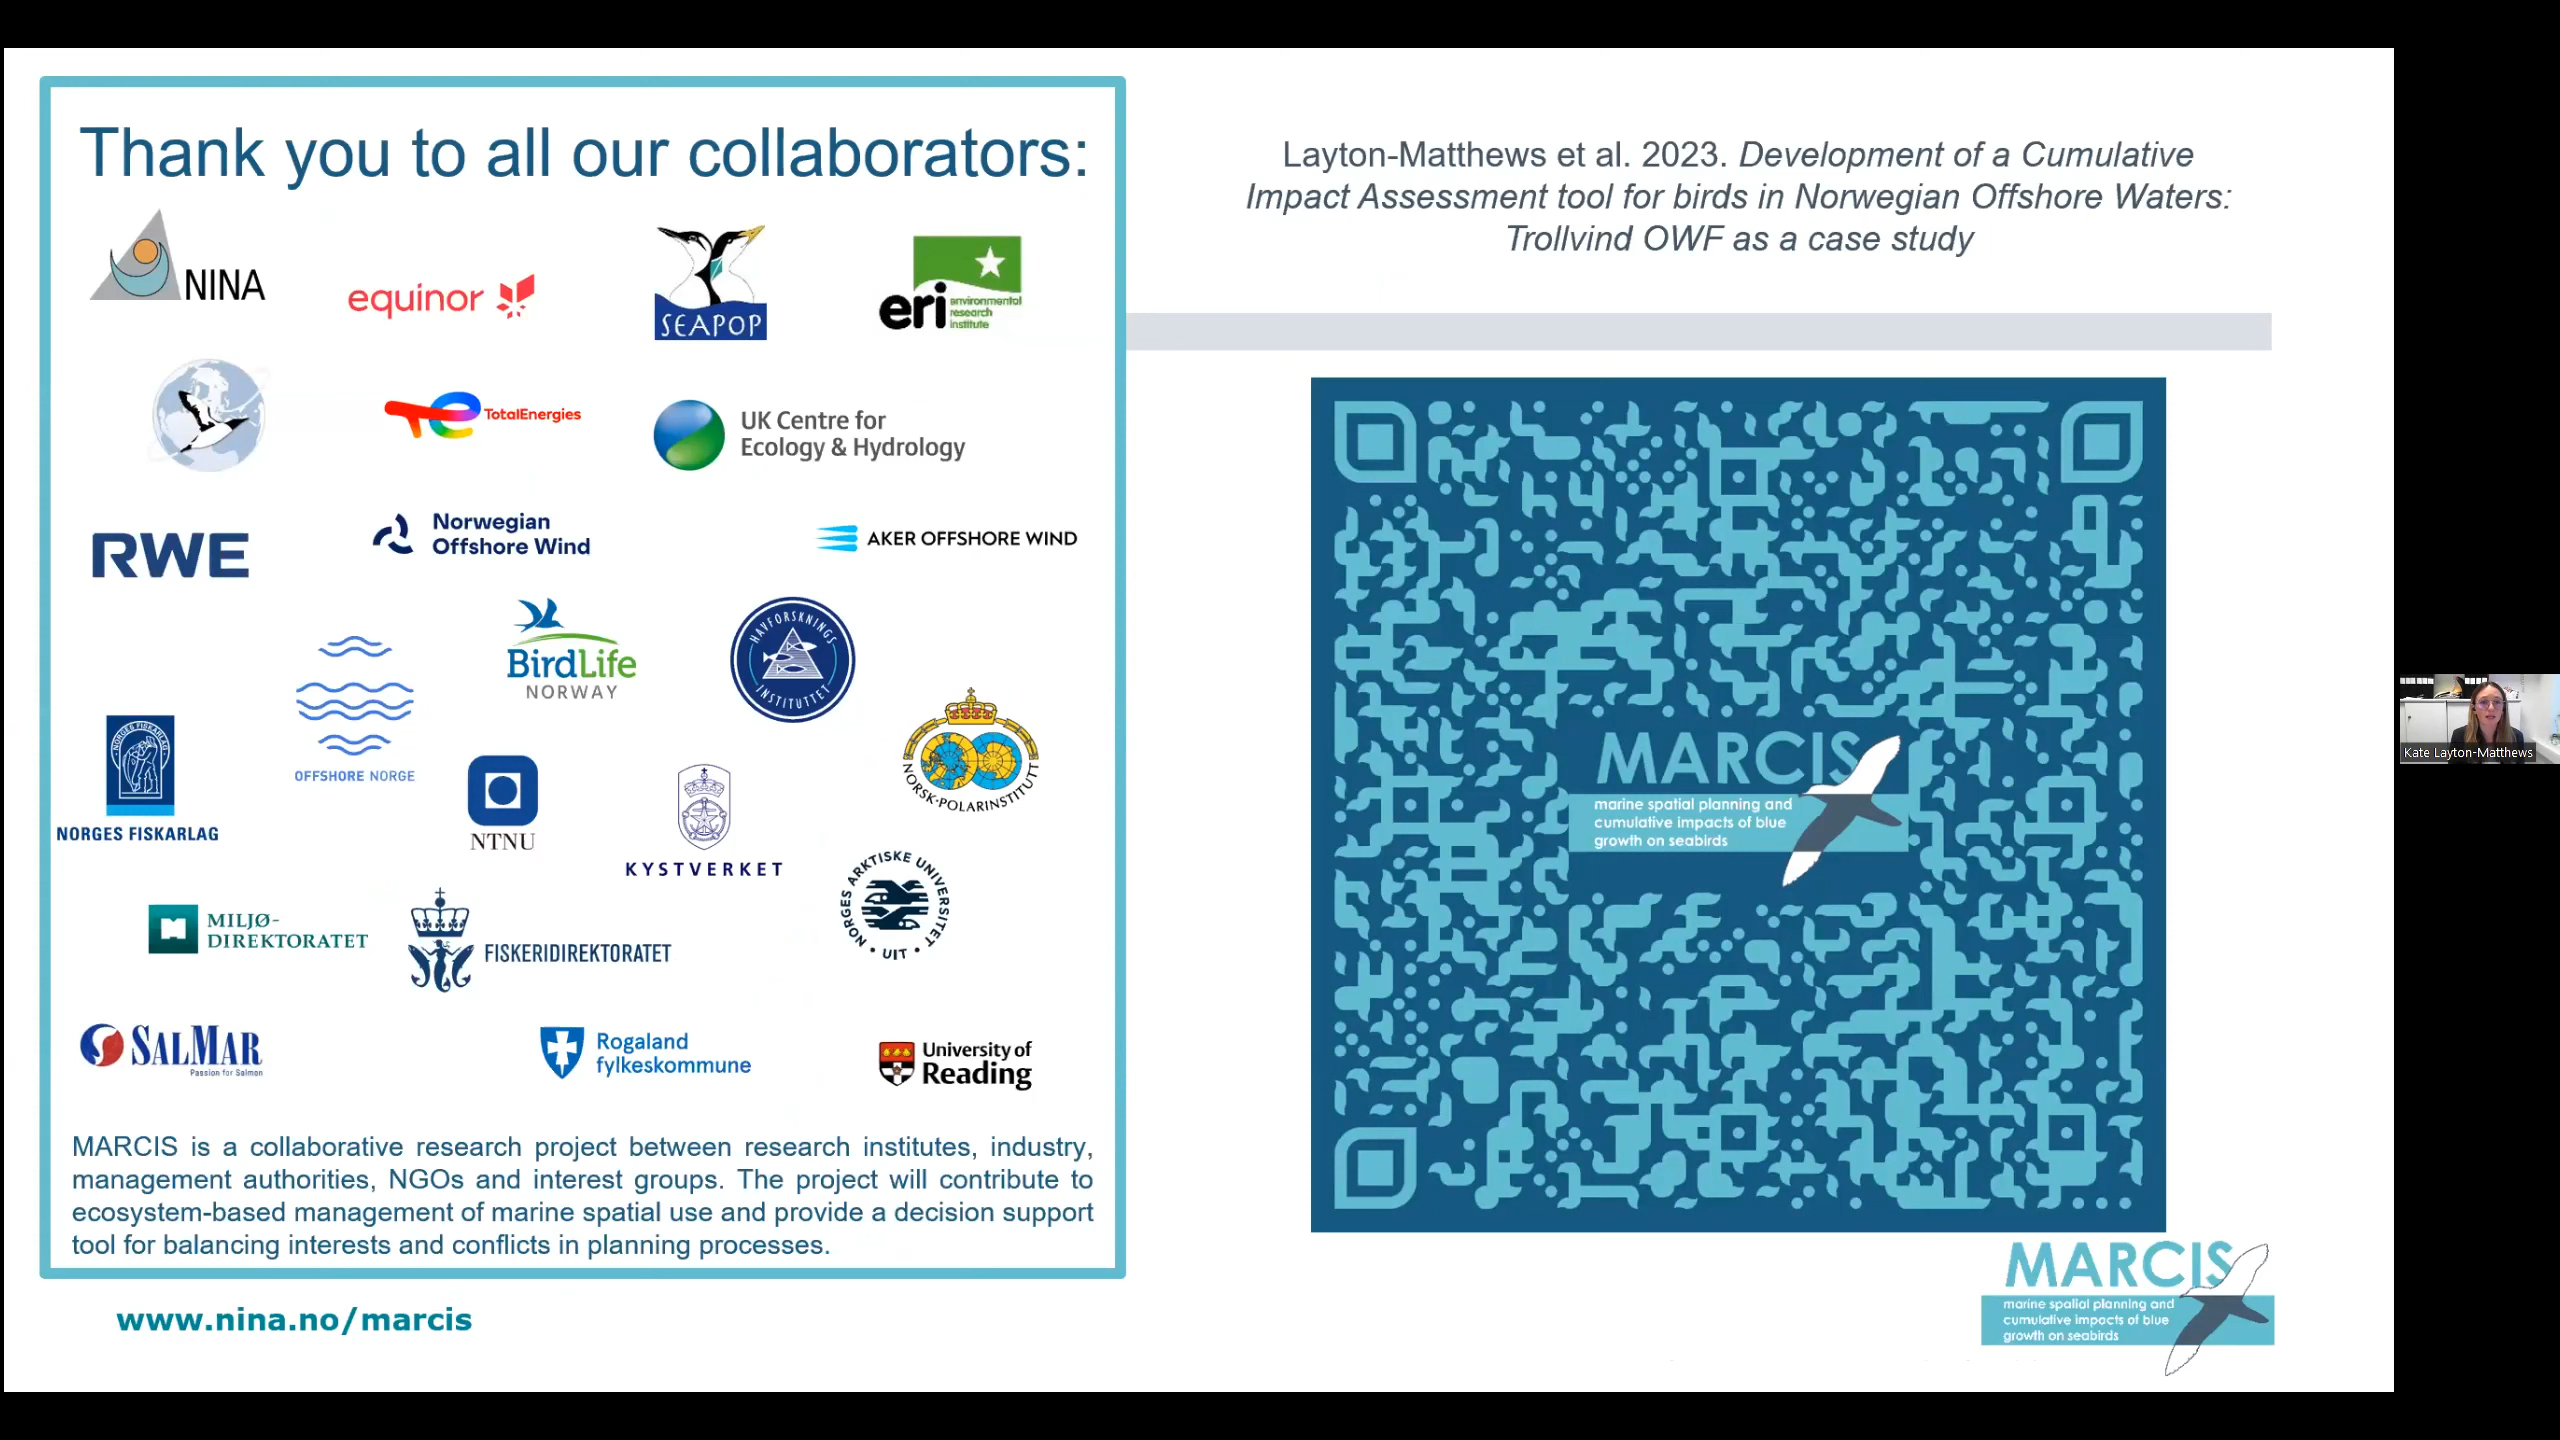 Thank you to all our collaborators:
NINA
equinor
SEAPOP
eri environmental
research
institute
TotalEnergies
UK Centre for
Ecology & Hydrology
RWE
Norwegian
Offshore Wind
AKER OFFSHORE WIND
BirdLife
NORWAY
HAVFORSKNINGS
INSTITUTTET
OFFSHORE NORGE
NORGES FISKARLAG
NORGES FISKARLAG
NTNU
KYSTVERKET
NORSK-POLARINSTITUTT
MILJØ-
DIREKTORATET
FISKERIDIREKTORATET
NORGES ARKTISKE UNIVERSITET
• UIT •
SALMAR
Passion for Salmon
Rogaland
fylkeskommune
University of
Reading
MARCIS is a collaborative research project between research institutes, industry,
management authorities, NGOs and interest groups. The project will contribute to
ecosystem-based management of marine spatial use and provide a decision support
tool for balancing interests and conflicts in planning processes.
www.nina.no/marcis
Layton-Matthews et al. 2023. Development of a Cumulative
Impact Assessment tool for birds in Norwegian Offshore Waters:
Trollvind OWF as a case study
MARCIS
marine spatial planning and
cumulative impacts of blue
growth on seabirds
MARCIS
marine spatial planning and
cumulative impacts of blue
growth on seabirds
Kate Layton-Matthews